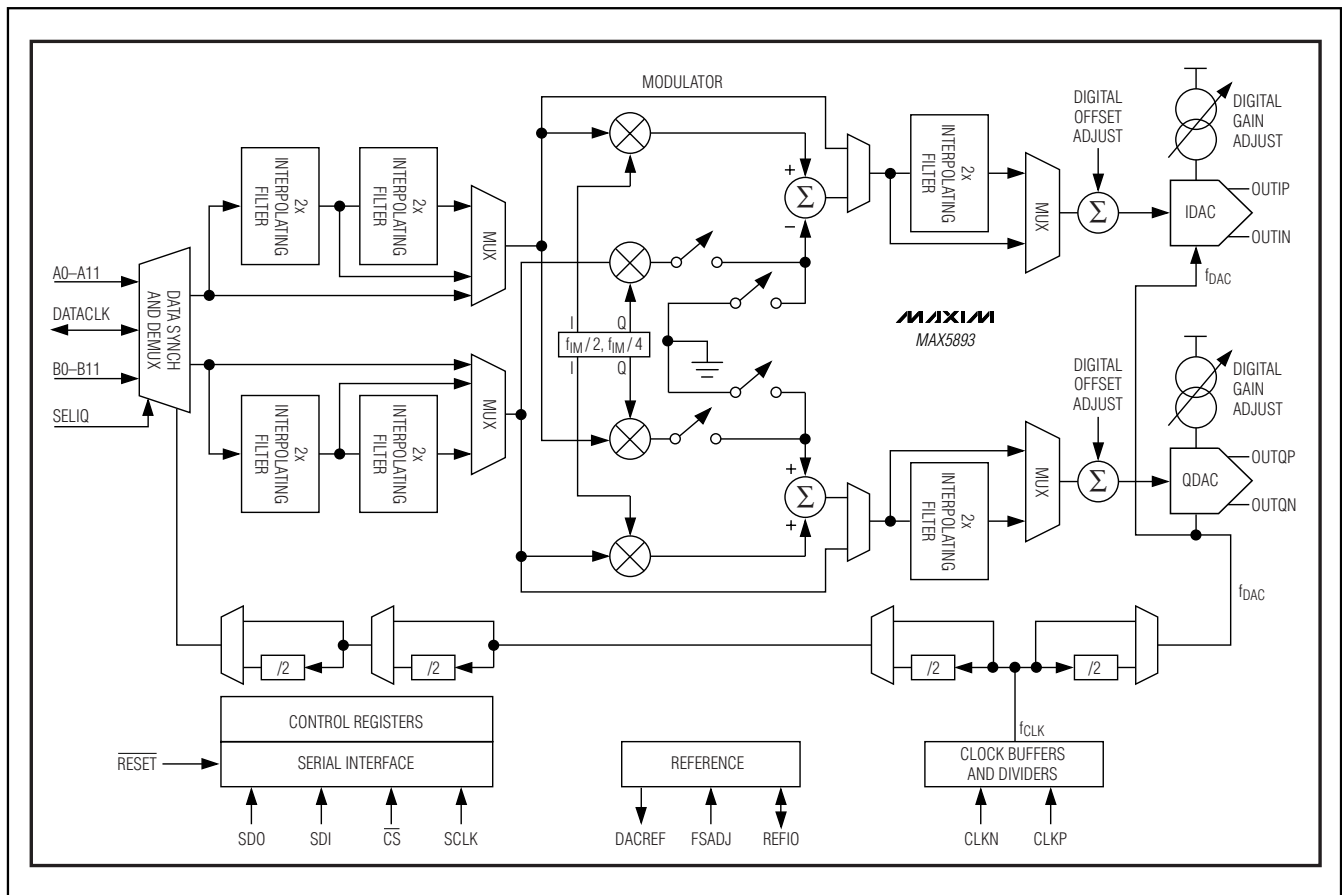 MODULATOR
2x
INTERPOLATING
FILTER
2x
INTERPOLATING
FILTER
MUX
2x
INTERPOLATING
FILTER
MUX
DIGITAL
OFFSET
ADJUST
DIGITAL
GAIN
ADJUST
+
Σ
−
Σ
IDAC
OUTIP
OUTIN
fDAC
A0–A11
DATACLK
B0–B11
SELIQ
DATA SYNCH
AND DEMUX
I
Q
fIM / 2, fIM / 4
I
Q
MAXIM
MAX5893
2x
INTERPOLATING
FILTER
2x
INTERPOLATING
FILTER
MUX
+
Σ
+
2x
INTERPOLATING
FILTER
MUX
DIGITAL
OFFSET
ADJUST
DIGITAL
GAIN
ADJUST
Σ
QDAC
OUTQP
OUTQN
fDAC
/2
/2
/2
/2
fCLK
CONTROL REGISTERS
RESET
SERIAL INTERFACE
SDO
SDI
CS
SCLK
REFERENCE
DACREF
FSADJ
REFIO
CLOCK BUFFERS
AND DIVIDERS
CLKN
CLKP